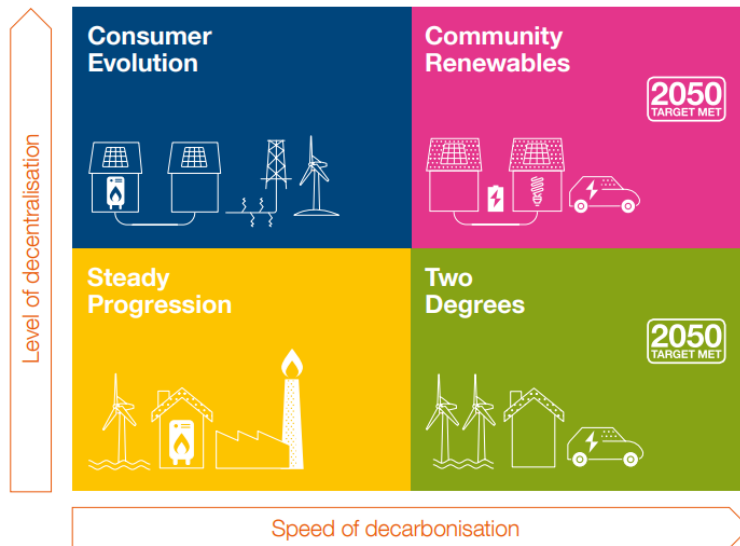 Level of decentralisation
Consumer
Evolution
Community
Renewables
2050
TARGET MET
Steady
Progression
Two
Degrees
2050
TARGET MET
Speed of decarbonisation